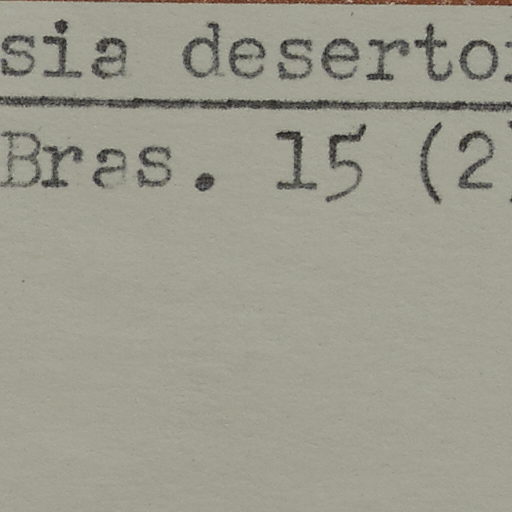 sia deserto
Bras. 15 (2)